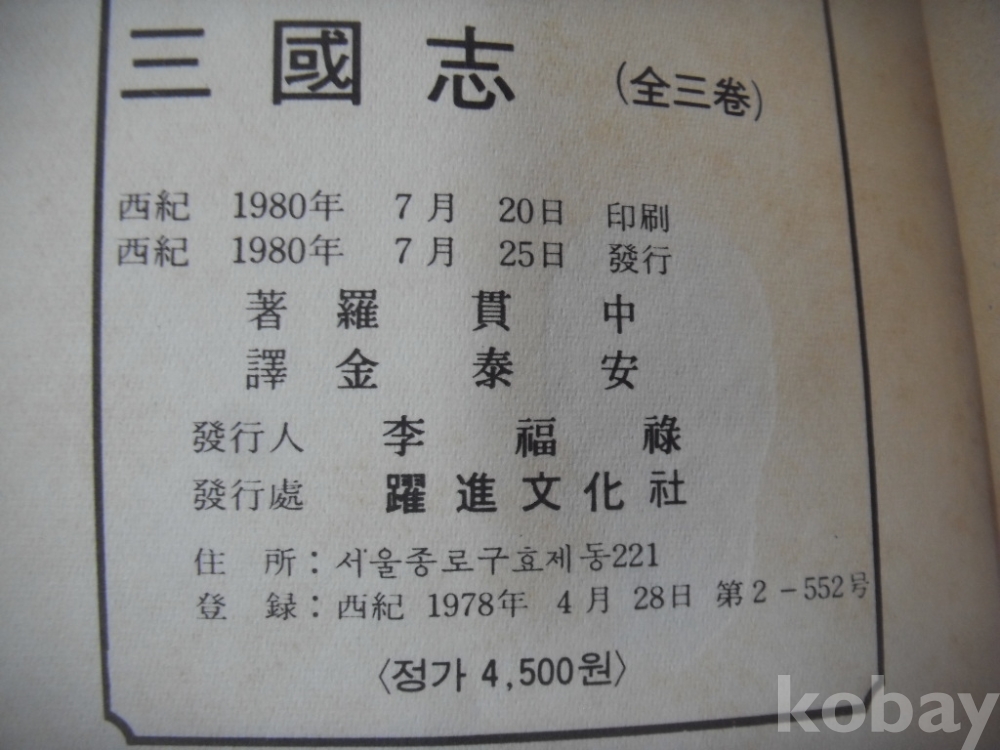 三國志 (全三卷)
西紀 1980年 7月 20日 印刷
西紀 1980年 7月 25日 發行
著 羅貫中
譯 金泰安
發行人 李福祿
發行處 躍進文化社
住所: 서울종로구효제동221
登録: 西紀 1978年 4月 28日 第2-552号
〈정가 4,500원〉
kobay